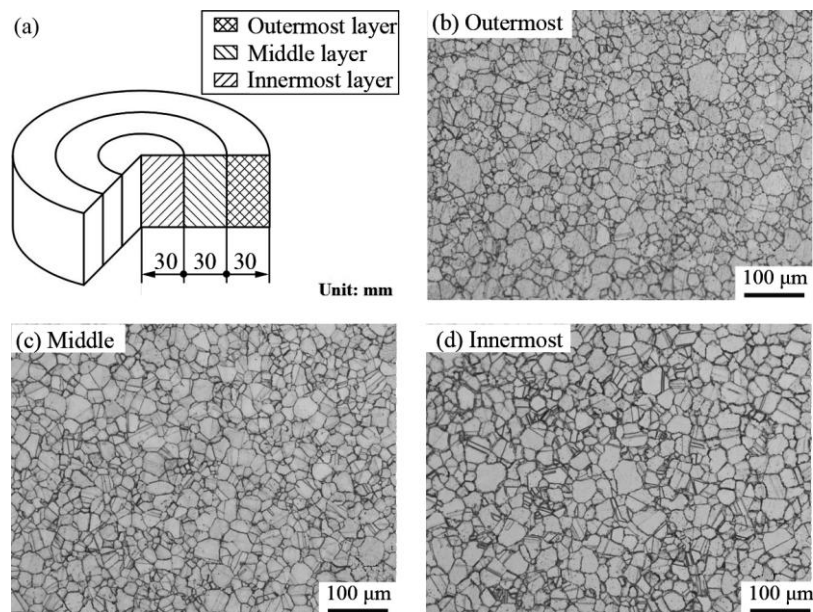 (a)
Outermost layer
Middle layer
Innermost layer
30 30 30
Unit: mm
(b) Outermost
100 μm
(c) Middle
100 μm
(d) Innermost
100 μm